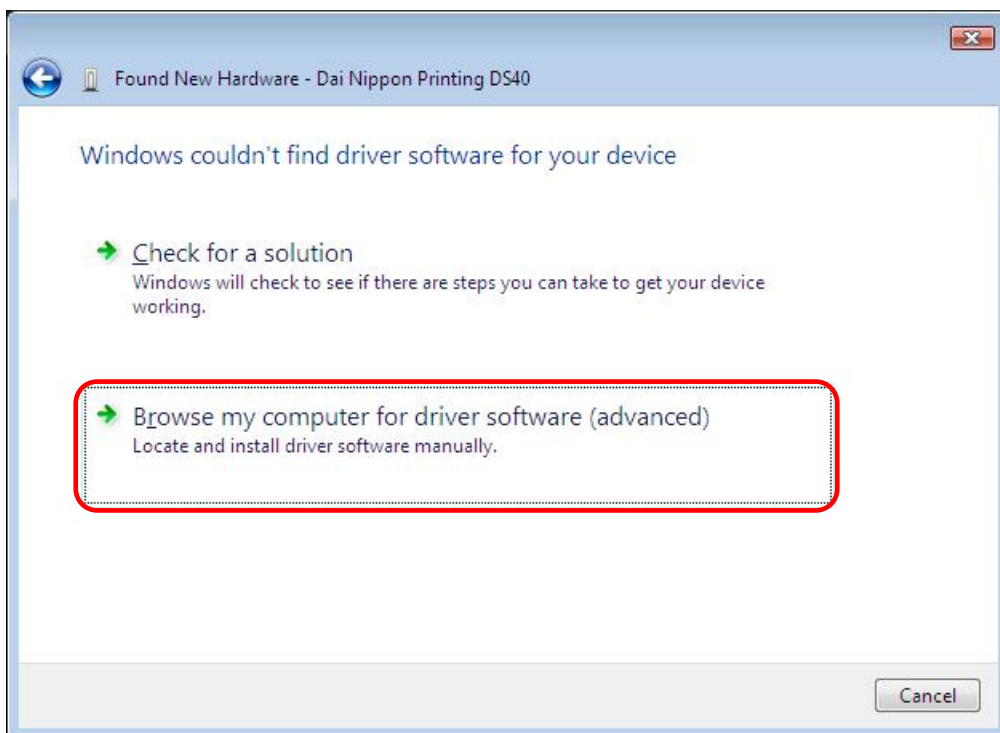 Found New Hardware - Dai Nippon Printing DS40
Windows couldn't find driver software for your device
Check for a solution
Windows will check to see if there are steps you can take to get your device
working.
Browse my computer for driver software (advanced)
Locate and install driver software manually.
Cancel